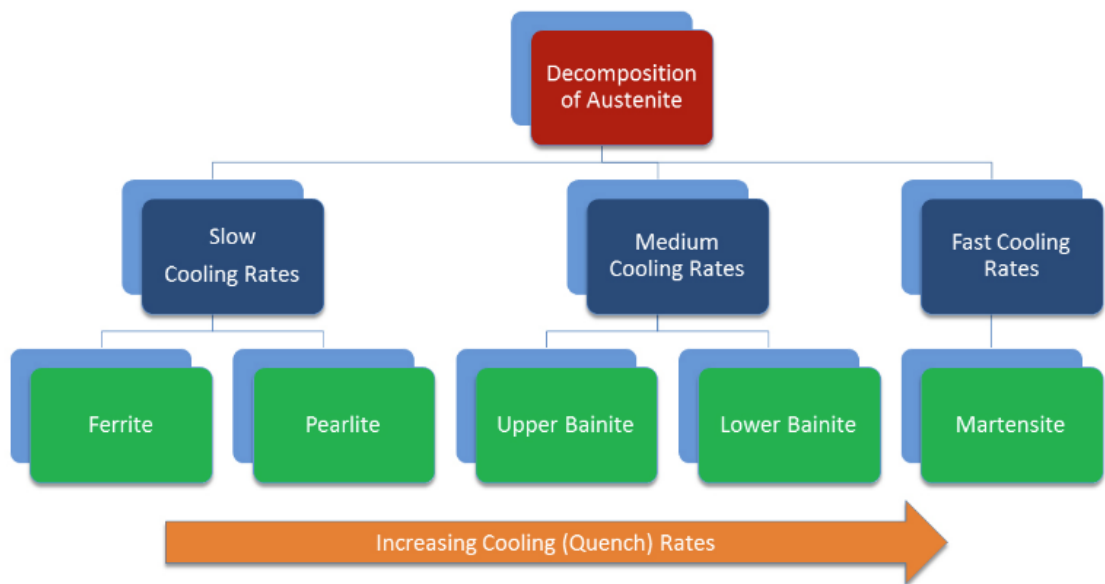 Decomposition
of Austenite
Slow
Cooling Rates
Medium
Cooling Rates
Fast Cooling
Rates
Ferrite
Pearlite
Upper Bainite
Lower Bainite
Martensite
Increasing Cooling (Quench) Rates